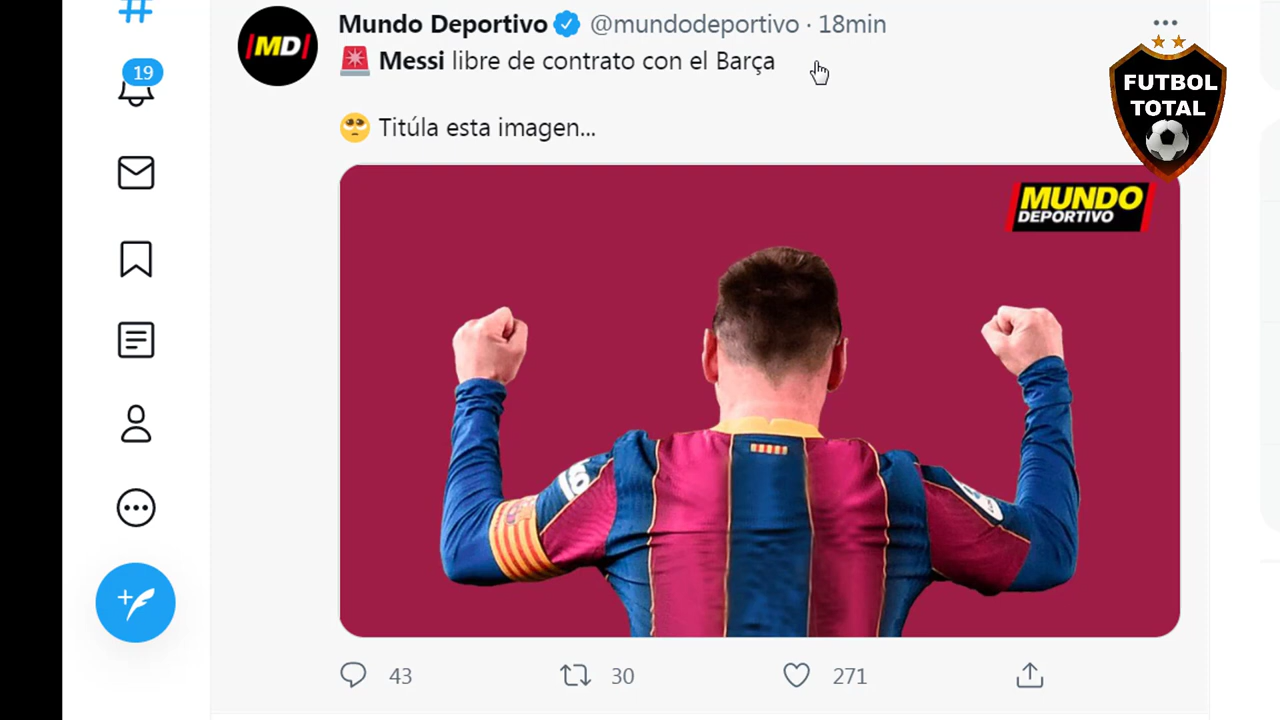 19
MD
Mundo Deportivo @mundodeportivo · 18min
🚨 Messi libre de contrato con el Barça
🥺 Titúla esta imagen...
FUTBOL
TOTAL
MUNDO
DEPORTIVO
43
30
271